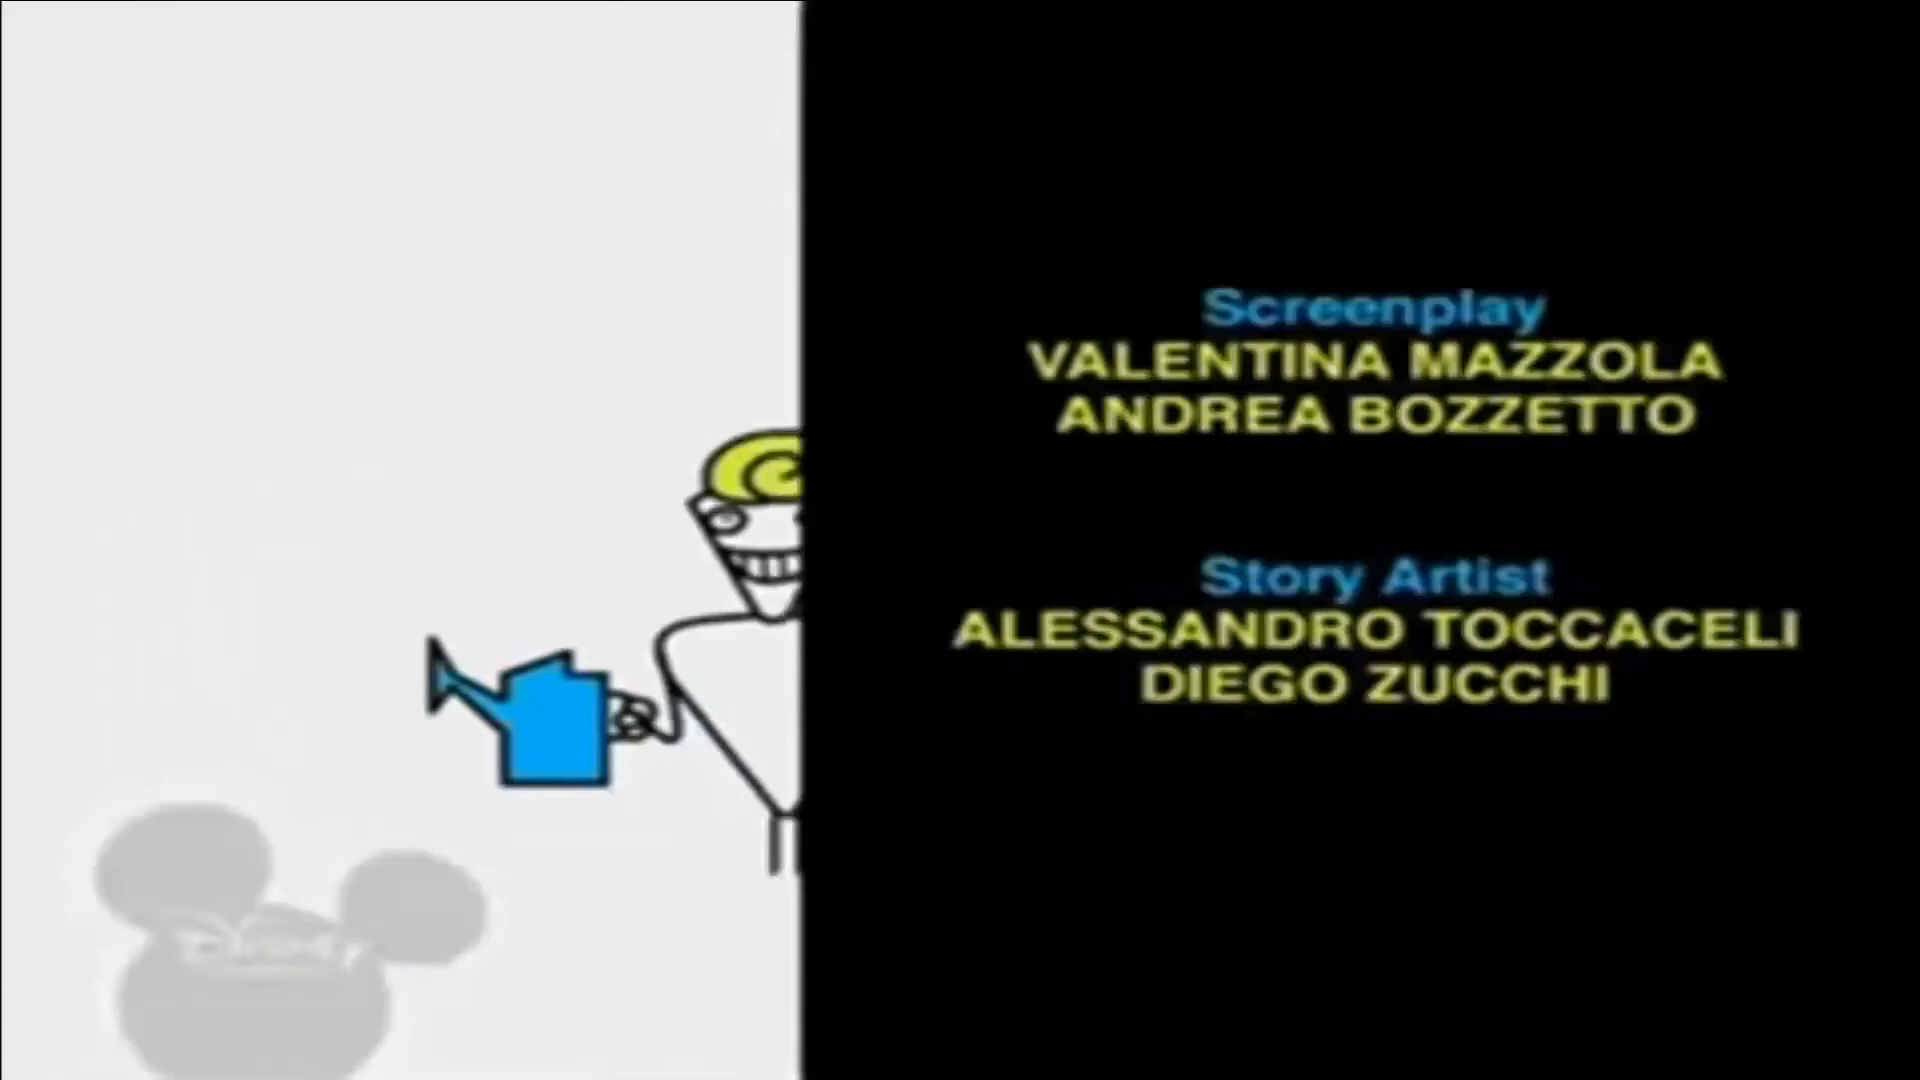 Screenplay
VALENTINA MAZZOLA
ANDREA BOZZETTO
Story Artist
ALESSANDRO TOCCACELI
DIEGO ZUCCHI
Disney